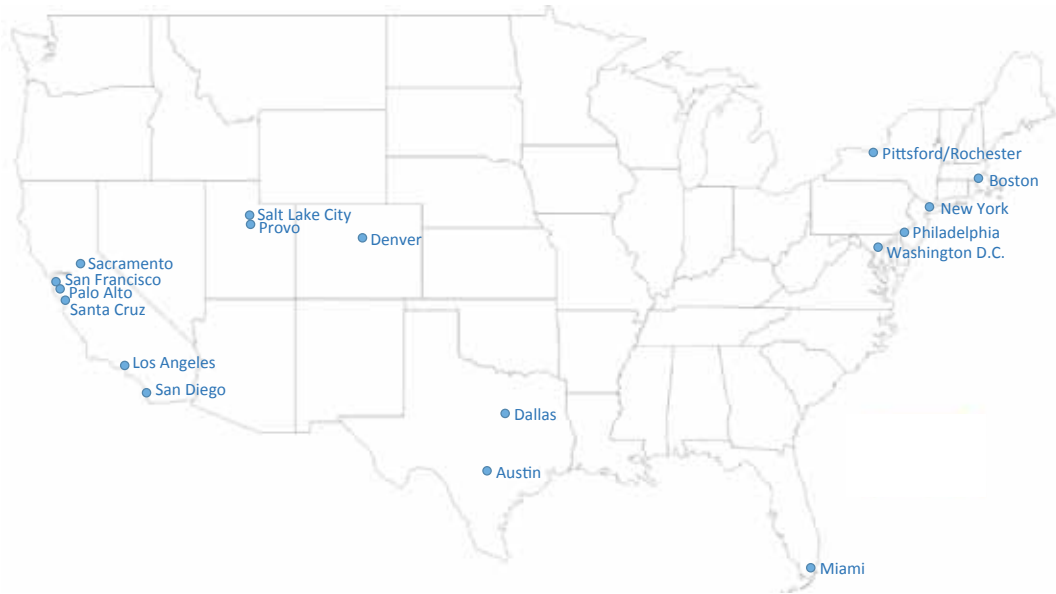 Pittsford/Rochester
Boston
New York
Salt Lake City
Provo
Denver
Philadelphia
Washington D.C.
Sacramento
San Francisco
Palo Alto
Santa Cruz
Los Angeles
San Diego
Dallas
Austin
Miami